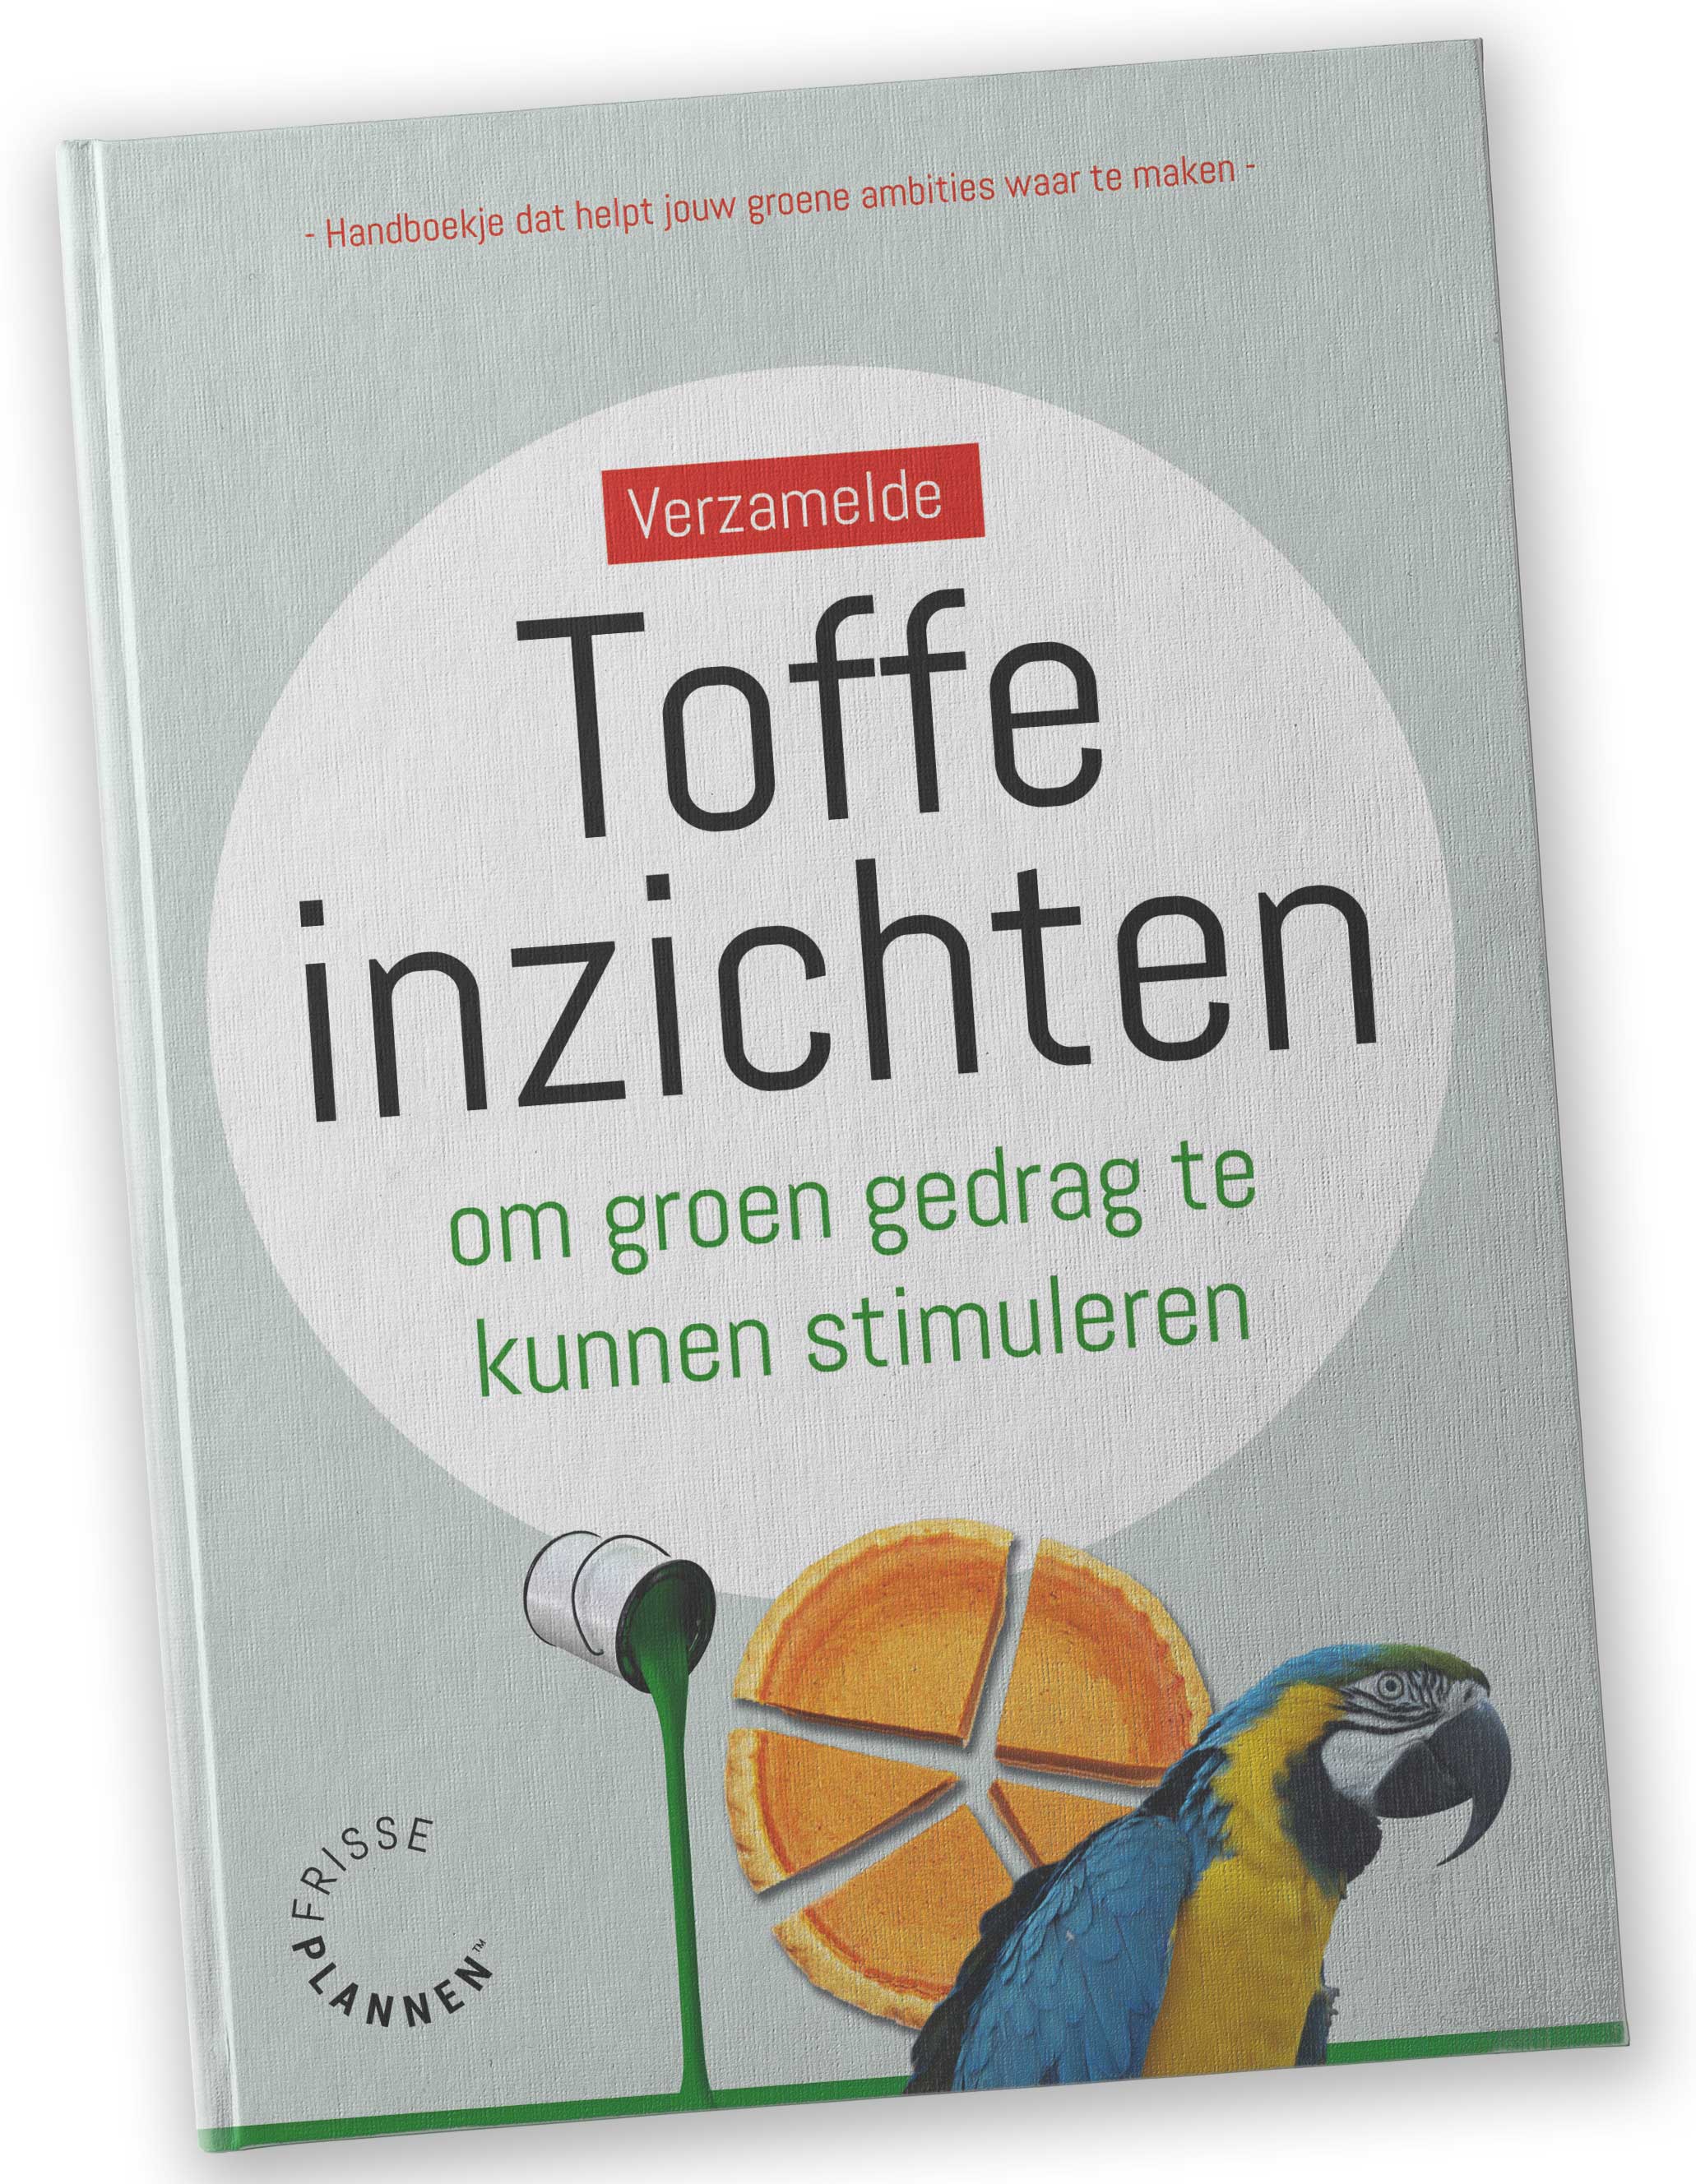 - Handboekje dat helpt jouw groene ambities waar te maken -
Verzamelde
Toffe
inzichten
om groen gedrag te
kunnen stimuleren
FRISSE
PLANNEN™